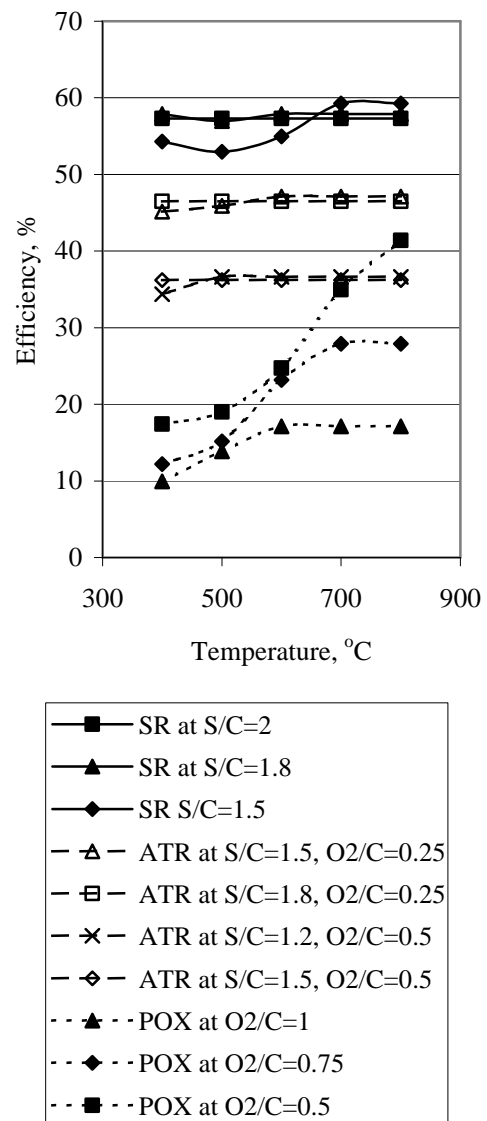 70
60
50
40
30
20
10
0
Efficiency, %
300 500 700 900
Temperature, °C
SR at S/C=2
SR at S/C=1.8
SR S/C=1.5
ATR at S/C=1.5, O2/C=0.25
ATR at S/C=1.8, O2/C=0.25
ATR at S/C=1.2, O2/C=0.5
ATR at S/C=1.5, O2/C=0.5
POX at O2/C=1
POX at O2/C=0.75
POX at O2/C=0.5